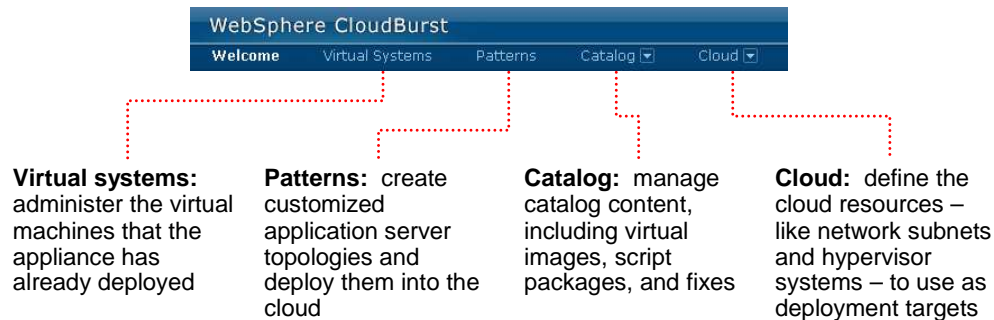 WebSphere CloudBurst
Welcome Virtual Systems Patterns Catalog Cloud
Virtual systems:
administer the virtual
machines that the
appliance has
already deployed
Patterns: create
customized
application server
topologies and
deploy them into the
cloud
Catalog: manage
catalog content,
including virtual
images, script
packages, and fixes
Cloud: define the
cloud resources –
like network subnets
and hypervisor
systems – to use as
deployment targets